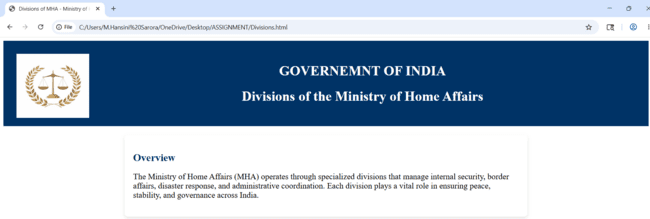 Divisions of MHA - Ministry of
File
C:/Users/M.Hansini%20Sarora/OneDrive/Desktop/ASSIGNMENT/Divisions.html
GOVERNEMNT OF INDIA
Divisions of the Ministry of Home Affairs
Overview
The Ministry of Home Affairs (MHA) operates through specialized divisions that manage internal security, border
affairs, disaster response, and administrative coordination. Each division plays a vital role in ensuring peace,
stability, and governance across India.